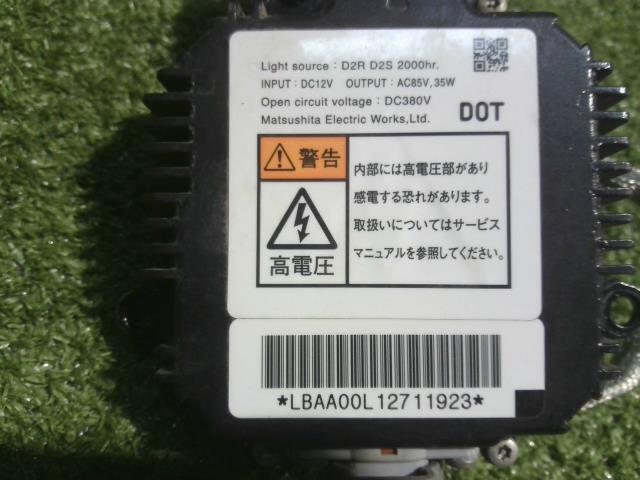 Light source : D2R D2S 2000hr.
INPUT : DC12V OUTPUT : AC85V, 35W
Open circuit voltage : DC380V
Matsushita Electric Works,Ltd.
DOT
警告
高電圧
内部には高電圧部があり
感電する恐れがあります。
取扱いについてはサービス
マニュアルを参照してください。
*LBAA00L12711923*